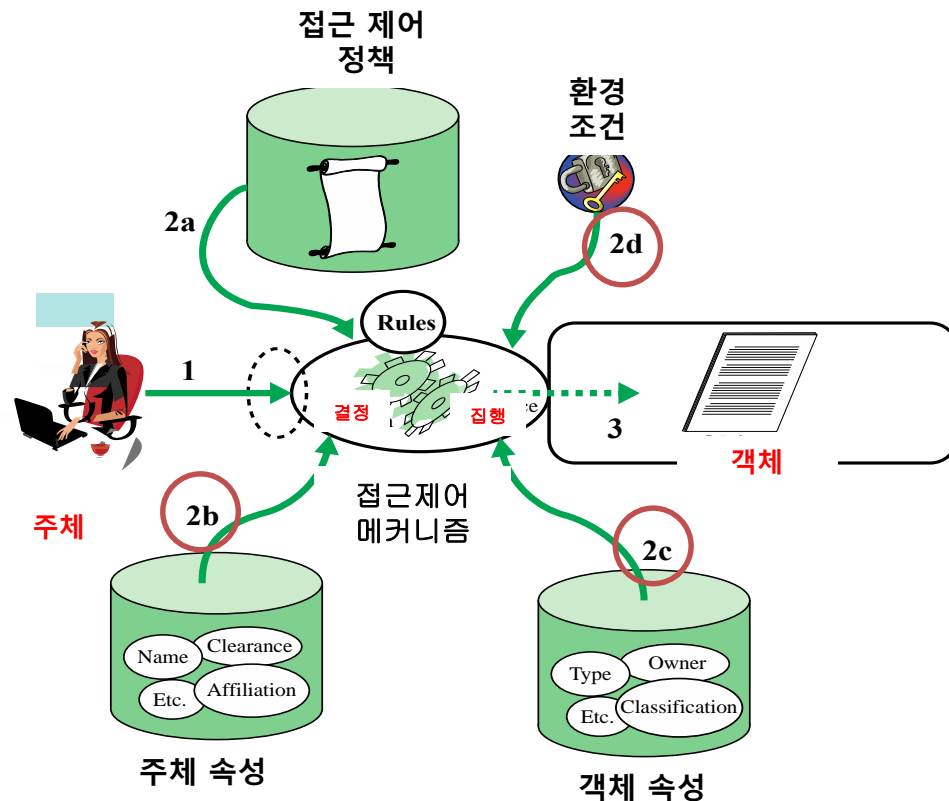 접근 제어
정책
환경
조건
2a
2d
Rules
1
결정
집행
ce
3
객체
주체
접근제어
메커니즘
2b
2c
Name
Clearance
Etc.
Affiliation
Type
Owner
Etc.
Classification
주체 속성
객체 속성